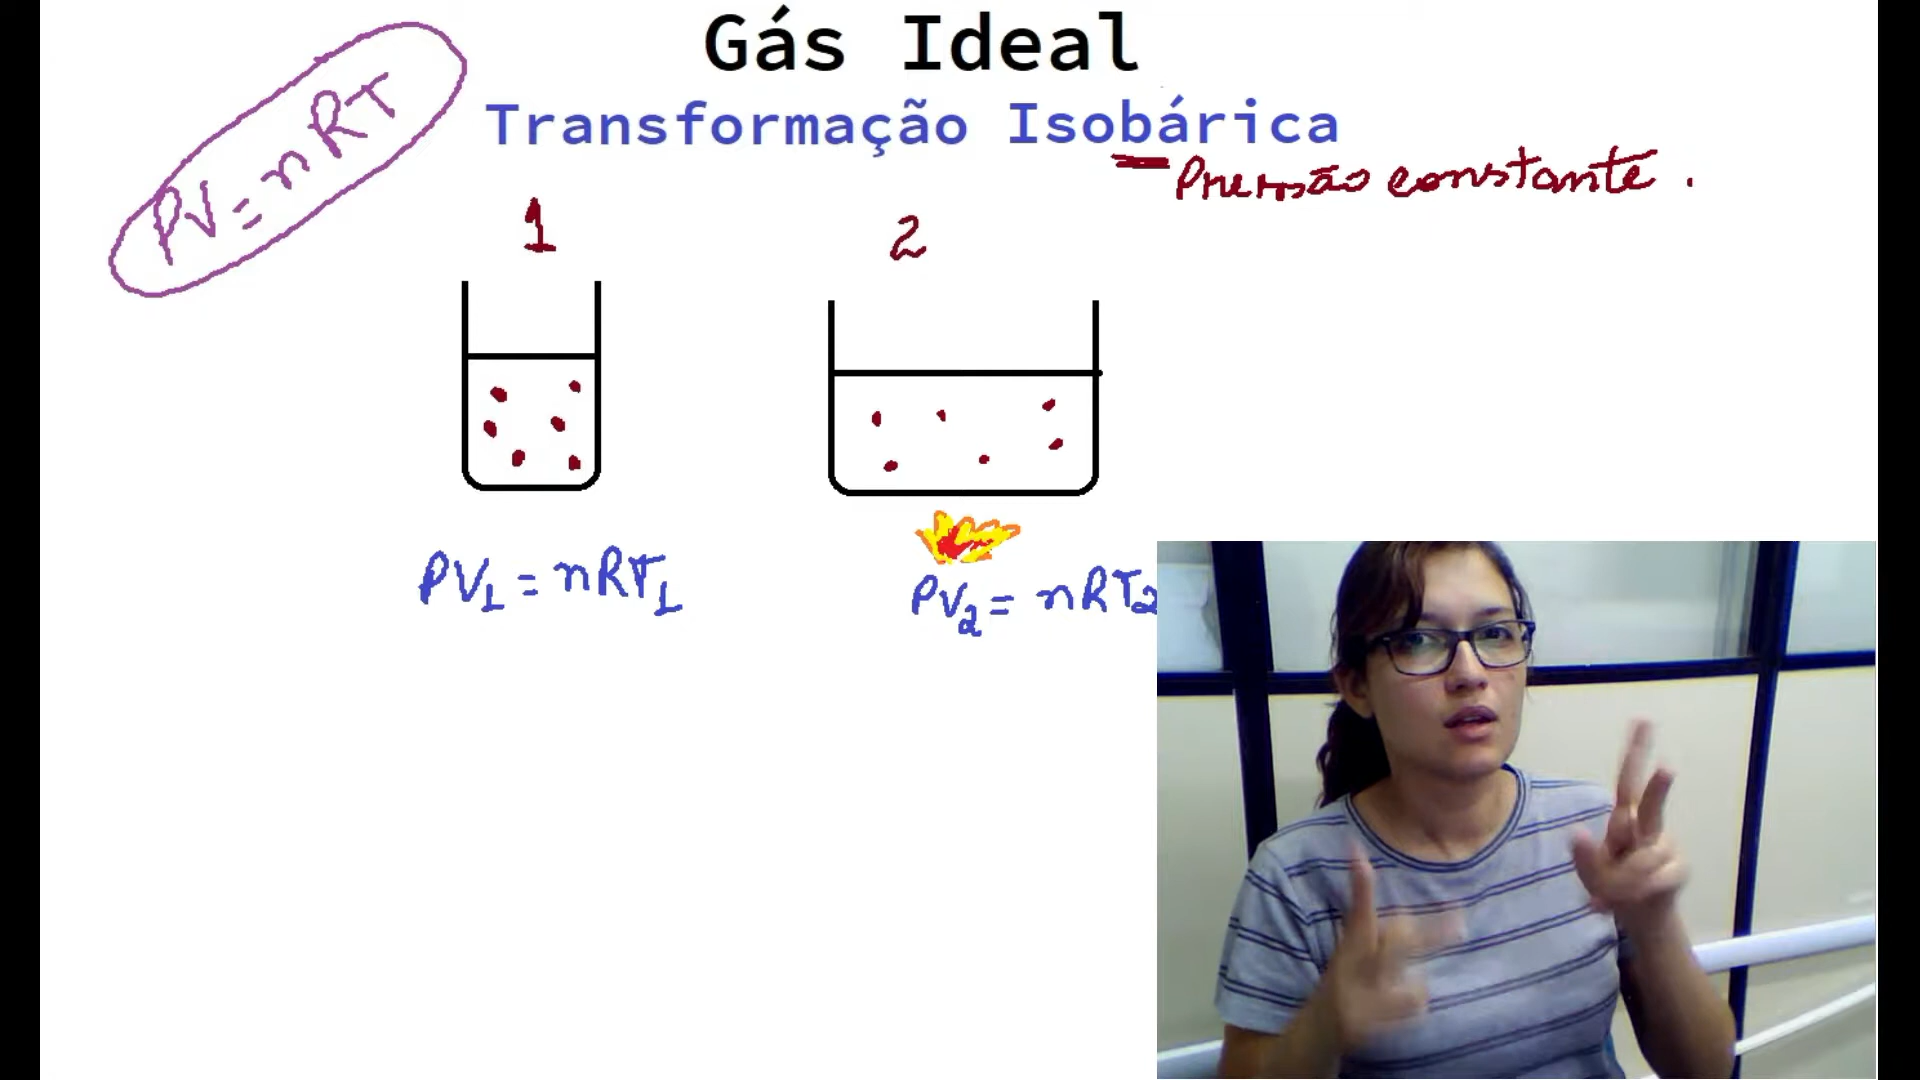 Gás Ideal
PV = nRT
Transformação Isobárica
Pressão constante.
1
2
PV1 = nRT1
PV2 = nRT2